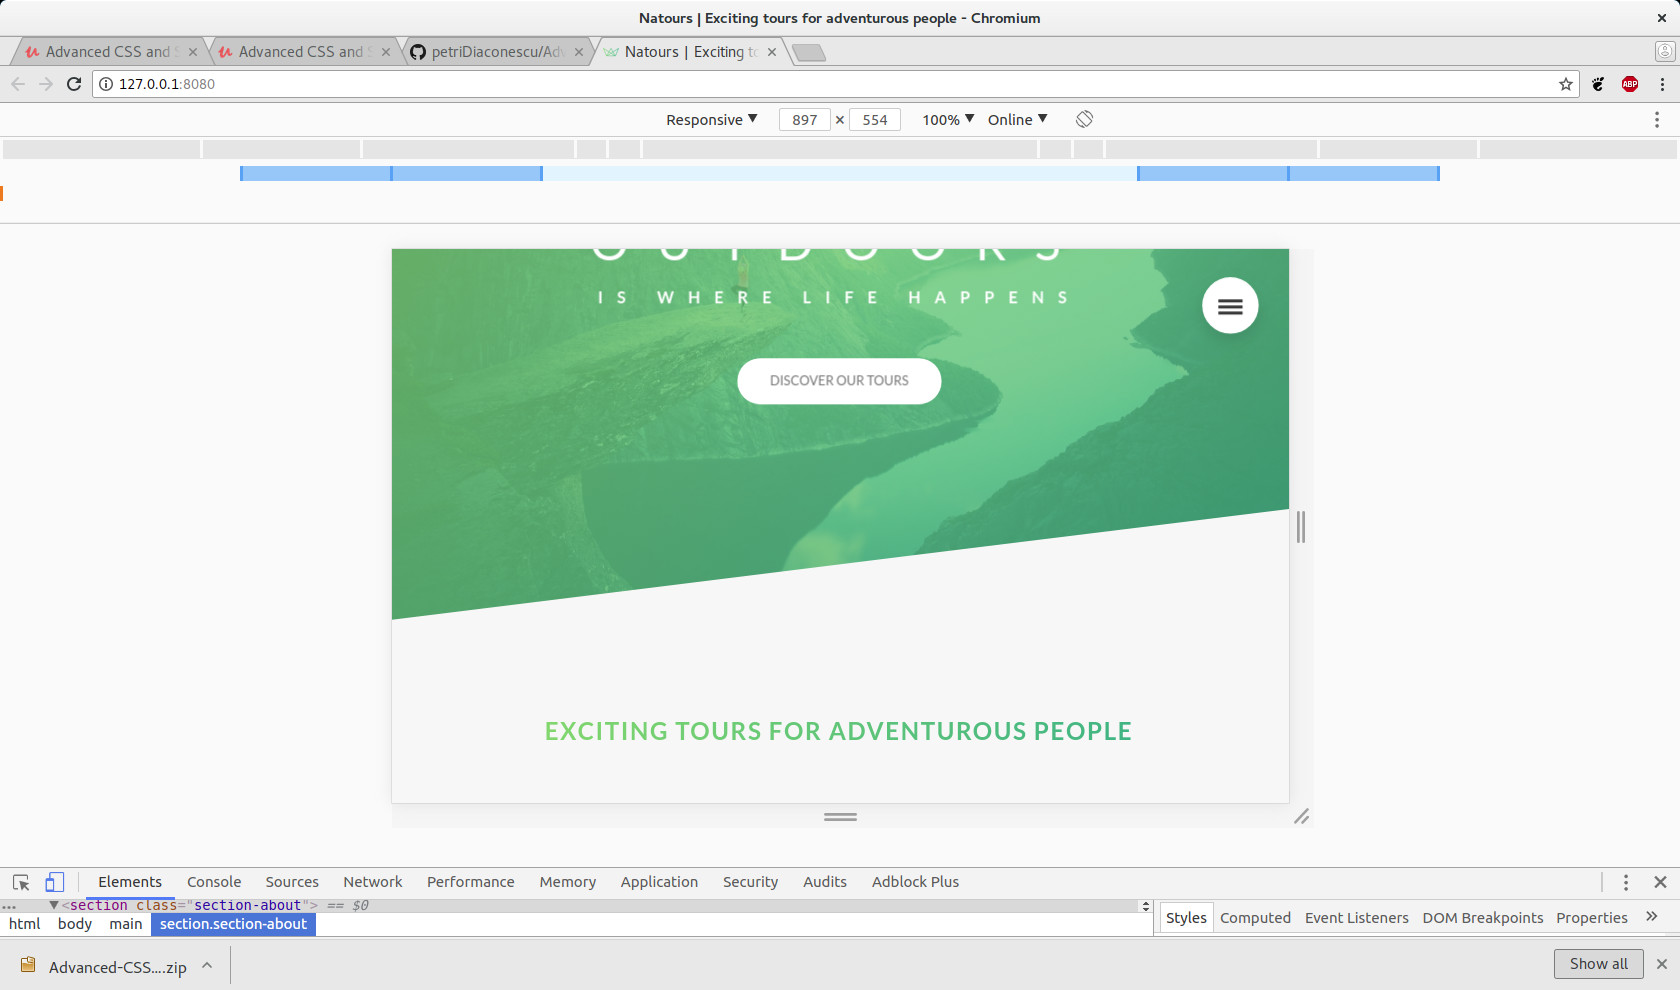 Natours | Exciting tours for adventurous people - Chromium
Advanced CSS and S
Advanced CSS and S
petriDiaconescu/Adv
Natours | Exciting to
127.0.0.1:8080
ABP
Responsive
897 × 554
100%
Online
OUTDOORS
IS WHERE LIFE HAPPENS
DISCOVER OUR TOURS
EXCITING TOURS FOR ADVENTUROUS PEOPLE
Elements Console Sources Network Performance Memory Application Security Audits Adblock Plus
... <section class="section-about"> == $0
html body main section.section-about
Styles Computed Event Listeners DOM Breakpoints Properties »
Advanced-CSS....zip
Show all